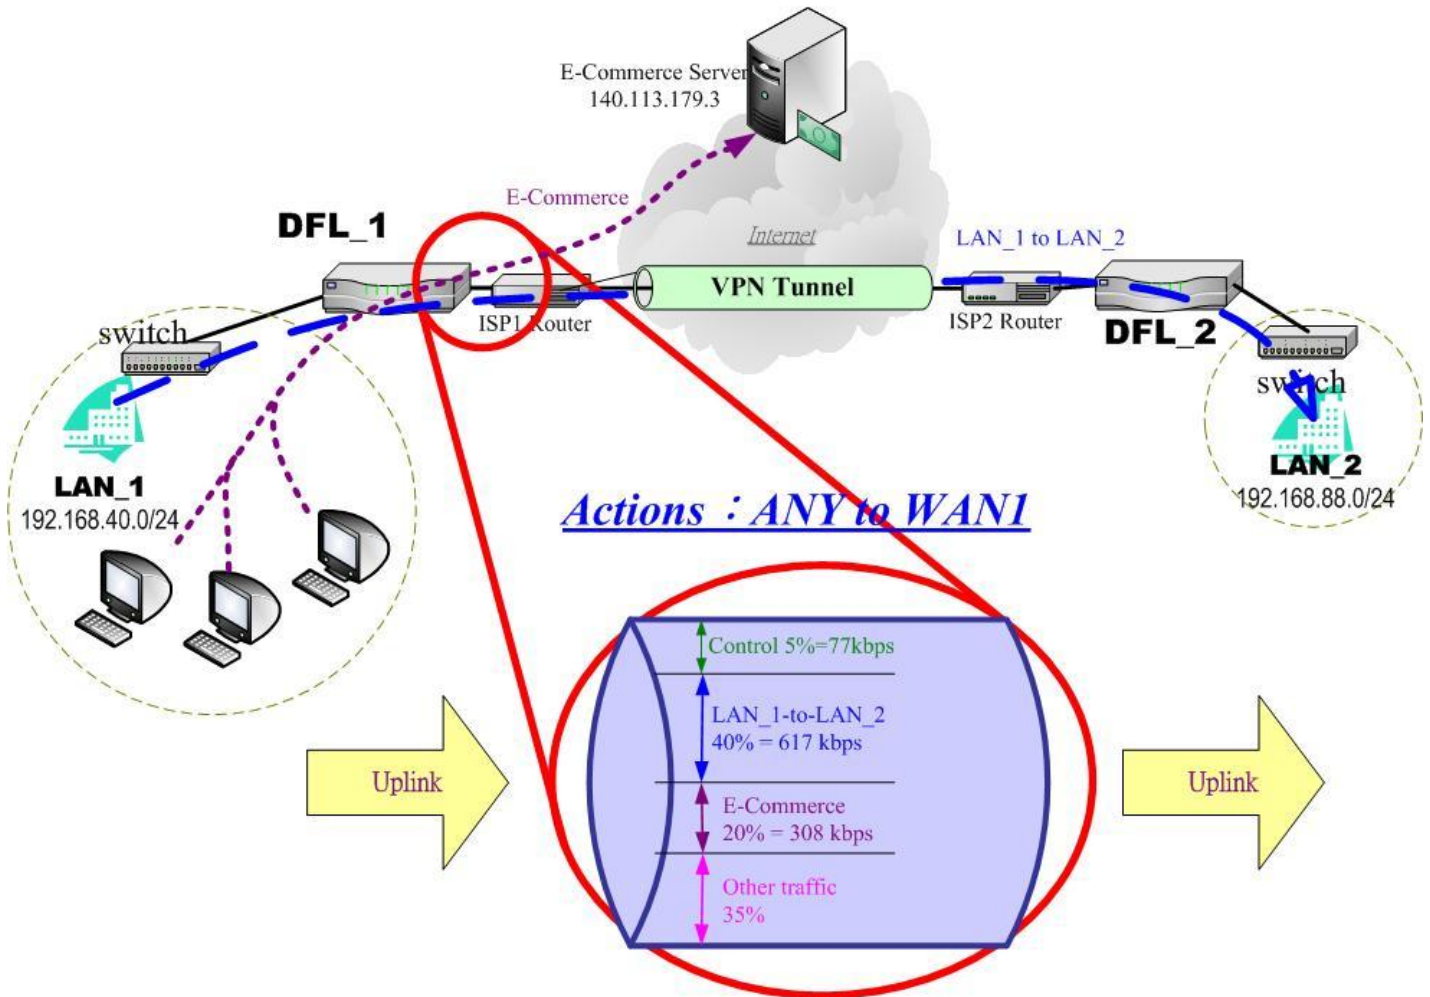 E-Commerce Server
140.113.179.3
E-Commerce
DFL_1
Internet
LAN_1 to LAN_2
VPN Tunnel
ISP1 Router
ISP2 Router
DFL_2
switch
switch
LAN_1
192.168.40.0/24
LAN_2
192.168.88.0/24
Actions：ANY to WAN1
Control 5%=77kbps
LAN_1-to-LAN_2
40% = 617 kbps
E-Commerce
20% = 308 kbps
Other traffic
35%
Uplink
Uplink